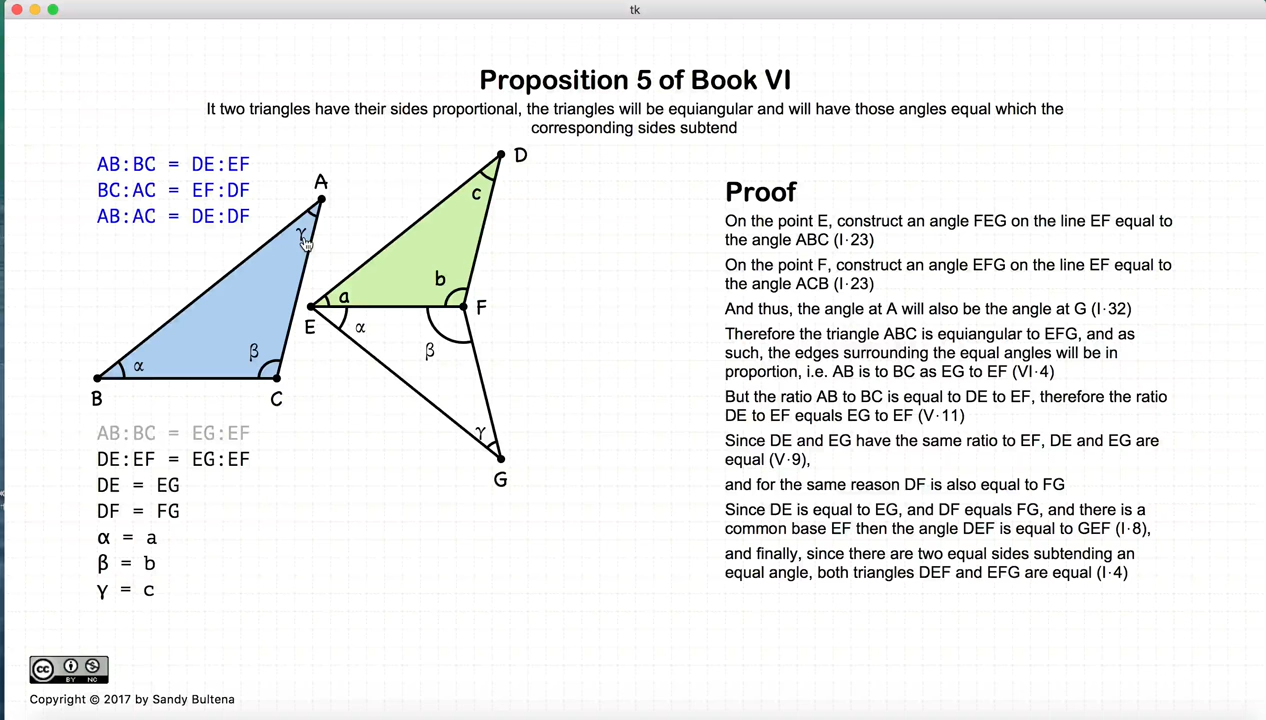 tk
Proposition 5 of Book VI
It two triangles have their sides proportional, the triangles will be equiangular and will have those angles equal which the
corresponding sides subtend
AB:BC = DE:EF
BC:AC = EF:DF
AB:AC = DE:DF
A
γ
B
α
β
C
D
c
b
a
E
F
α
β
γ
G
AB:BC = EG:EF
DE:EF = EG:EF
DE = EG
DF = FG
α = a
β = b
γ = c
Proof
On the point E, construct an angle FEG on the line EF equal to
the angle ABC (I·23)
On the point F, construct an angle EFG on the line EF equal to
the angle ACB (I·23)
And thus, the angle at A will also be the angle at G (I·32)
Therefore the triangle ABC is equiangular to EFG, and as
such, the edges surrounding the equal angles will be in
proportion, i.e. AB is to BC as EG to EF (VI·4)
But the ratio AB to BC is equal to DE to EF, therefore the ratio
DE to EF equals EG to EF (V·11)
Since DE and EG have the same ratio to EF, DE and EG are
equal (V·9),
and for the same reason DF is also equal to FG
Since DE is equal to EG, and DF equals FG, and there is a
common base EF then the angle DEF is equal to GEF (I·8),
and finally, since there are two equal sides subtending an
equal angle, both triangles DEF and EFG are equal (I·4)
cc
BY NC
Copyright © 2017 by Sandy Bultena